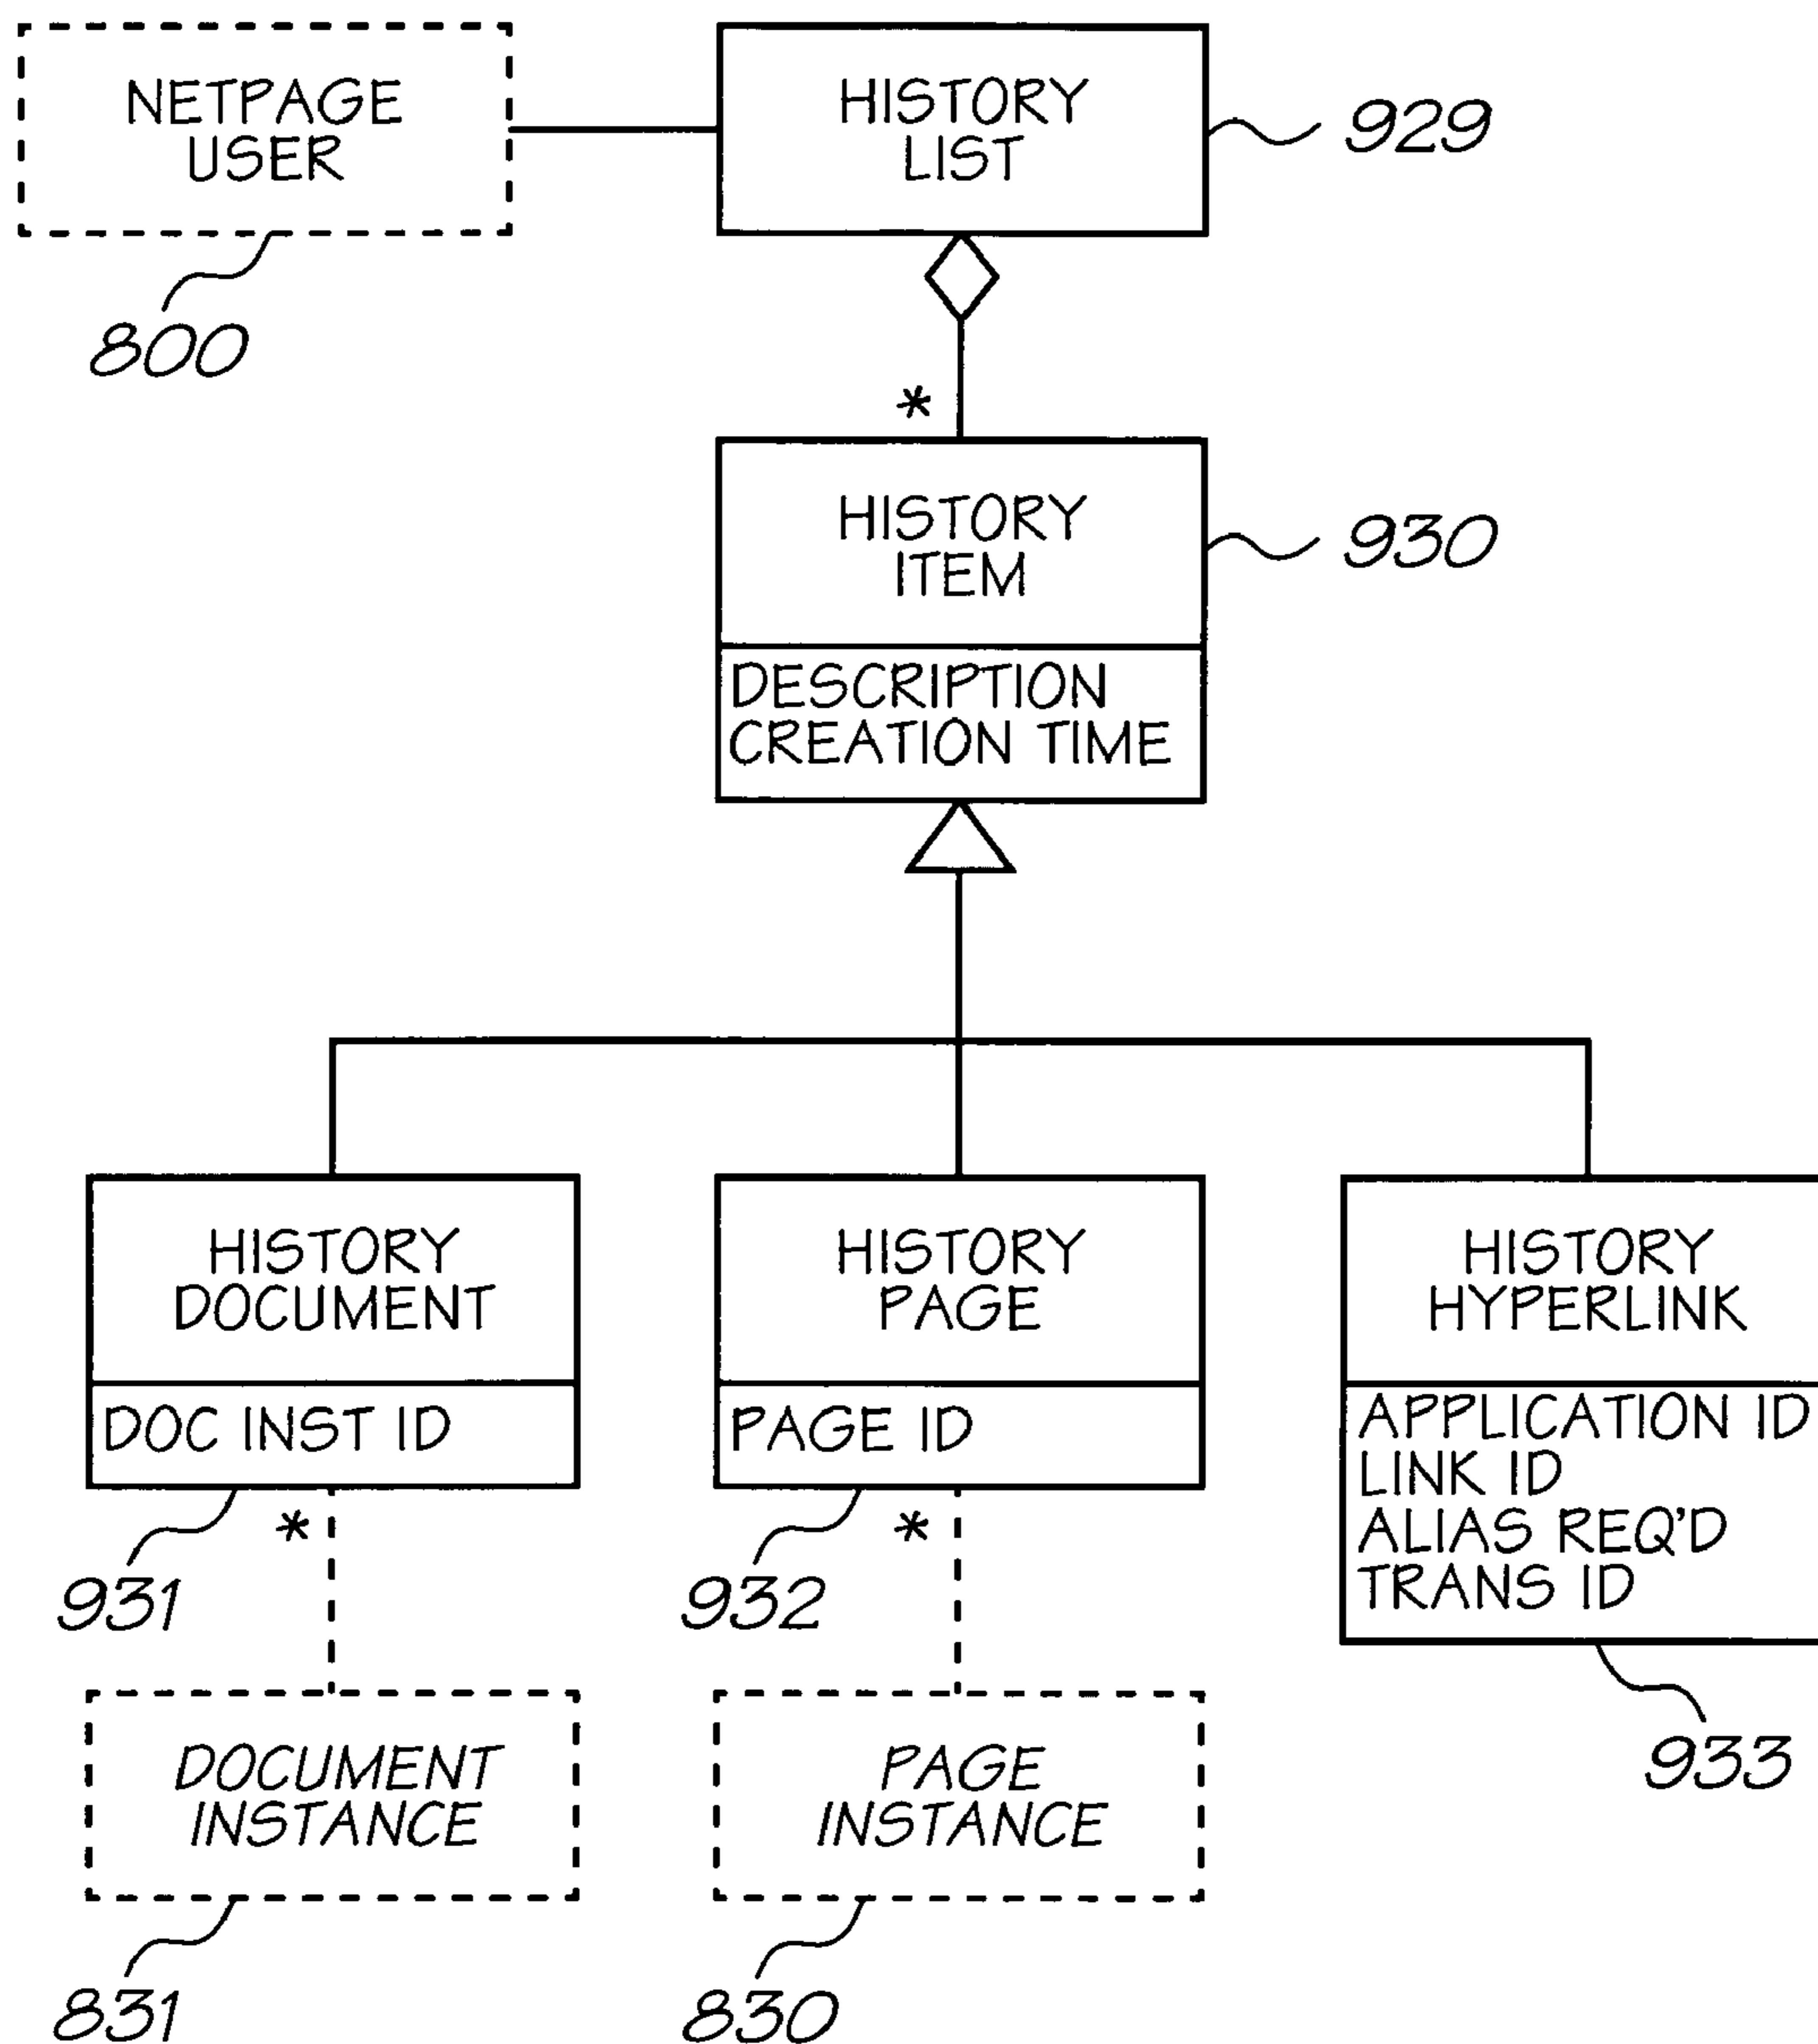 NETPAGE
USER
800
HISTORY
LIST
929
*
HISTORY
ITEM
930
DESCRIPTION
CREATION TIME
HISTORY
DOCUMENT
DOC INST ID
931
*
HISTORY
PAGE
PAGE ID
932
*
HISTORY
HYPERLINK
APPLICATION ID
LINK ID
ALIAS REQ'D
TRANS ID
933
DOCUMENT
INSTANCE
831
PAGE
INSTANCE
830